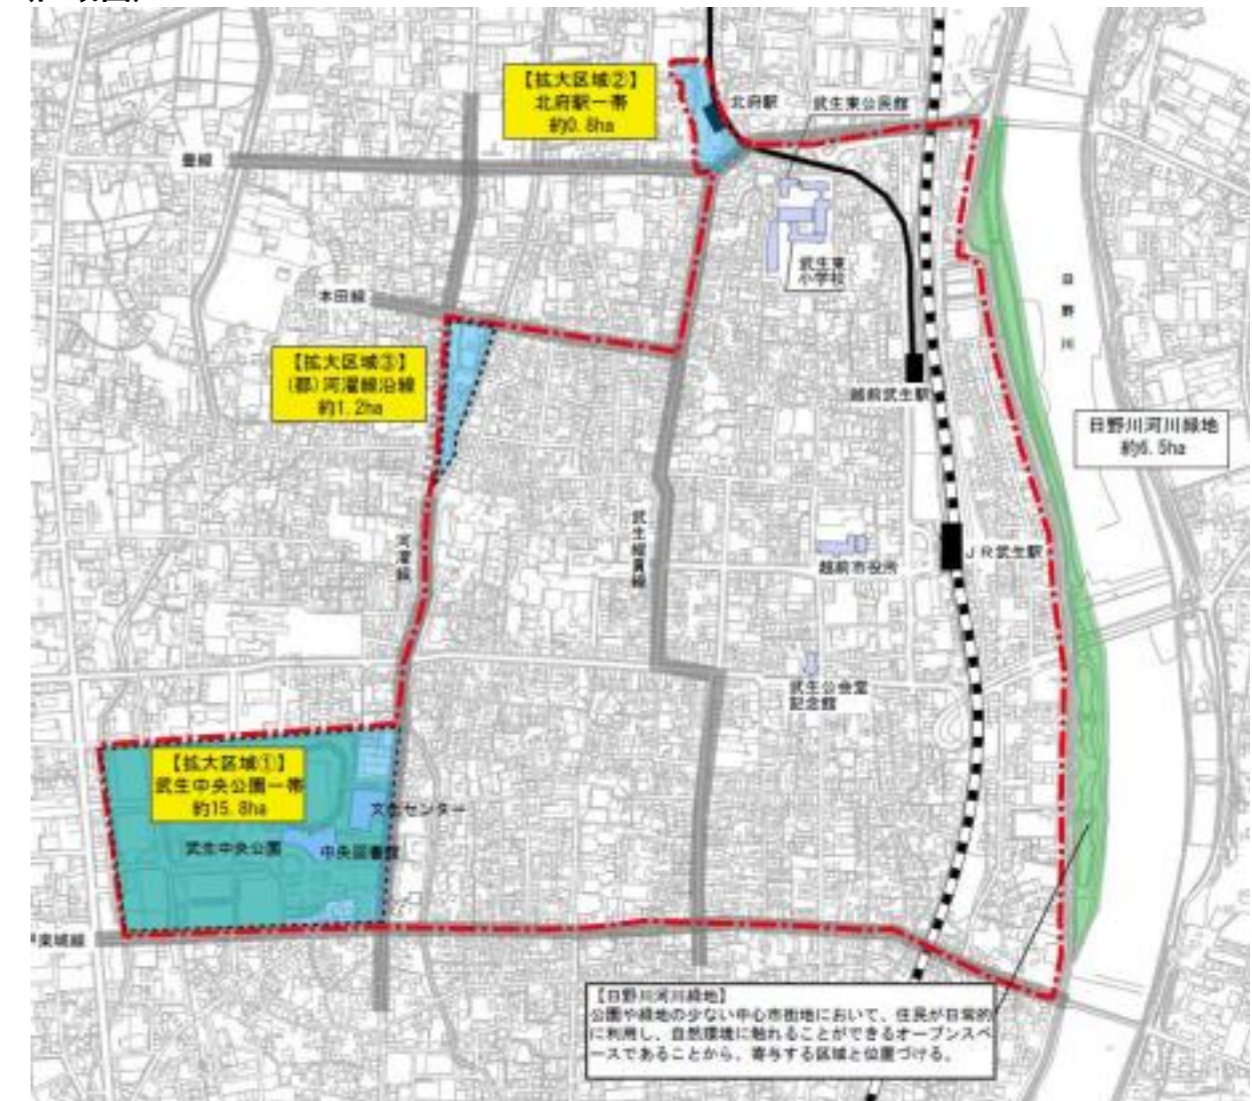 【拡大区域②】
北府駅一帯
約0.8ha
北府駅
武生東公民館
豊線
武生東
小学校
日野川
本田線
【拡大区域③】
(都)河濯線沿線
約1.2ha
越前武生駅
日野川河川緑地
約6.5ha
河濯線
武生縦貫線
JR武生駅
越前市役所
武生公会堂
記念館
【拡大区域①】
武生中央公園一帯
約15.8ha
文化センター
武生中央公園
中央図書館
東城線
【日野川河川緑地】
公園や緑地の少ない中心市街地において、住民が日常的
に利用し、自然環境に触れることができるオープンスペ
ースであることから、寄与する区域と位置づける。